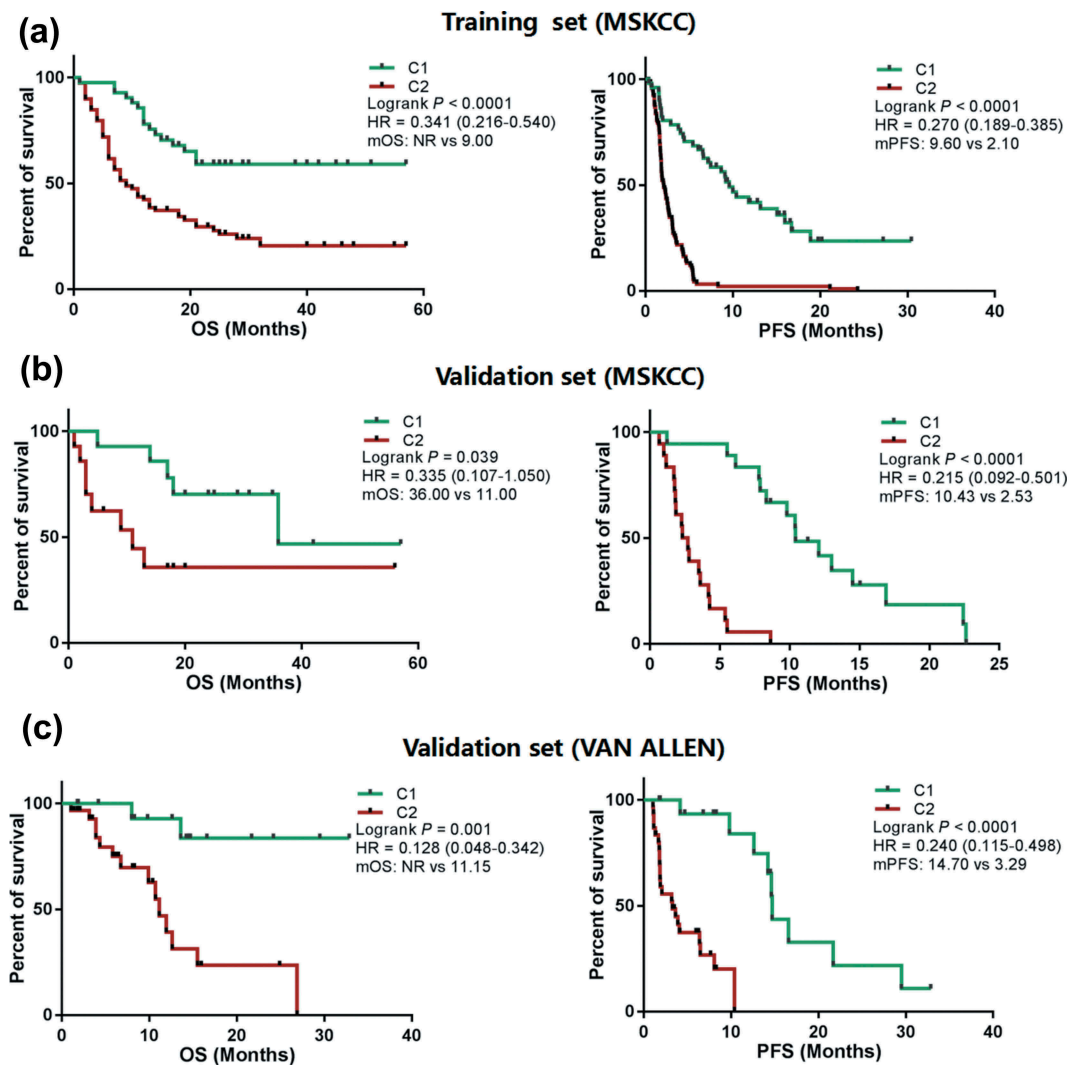 (a)
Training set (MSKCC)
C1
C2
Logrank P < 0.0001
HR = 0.341 (0.216-0.540)
mOS: NR vs 9.00
Percent of survival
100
50
0
0 20 40 60
OS (Months)
C1
C2
Logrank P < 0.0001
HR = 0.270 (0.189-0.385)
mPFS: 9.60 vs 2.10
Percent of survival
100
50
0
0 10 20 30 40
PFS (Months)
(b)
Validation set (MSKCC)
C1
C2
Logrank P = 0.039
HR = 0.335 (0.107-1.050)
mOS: 36.00 vs 11.00
Percent of survival
100
50
0
0 20 40 60
OS (Months)
C1
C2
Logrank P < 0.0001
HR = 0.215 (0.092-0.501)
mPFS: 10.43 vs 2.53
Percent of survival
100
50
0
0 5 10 15 20 25
PFS (Months)
(c)
Validation set (VAN ALLEN)
C1
C2
Logrank P = 0.001
HR = 0.128 (0.048-0.342)
mOS: NR vs 11.15
Percent of survival
100
50
0
0 10 20 30 40
OS (Months)
C1
C2
Logrank P < 0.0001
HR = 0.240 (0.115-0.498)
mPFS: 14.70 vs 3.29
Percent of survival
100
50
0
0 10 20 30 40
PFS (Months)